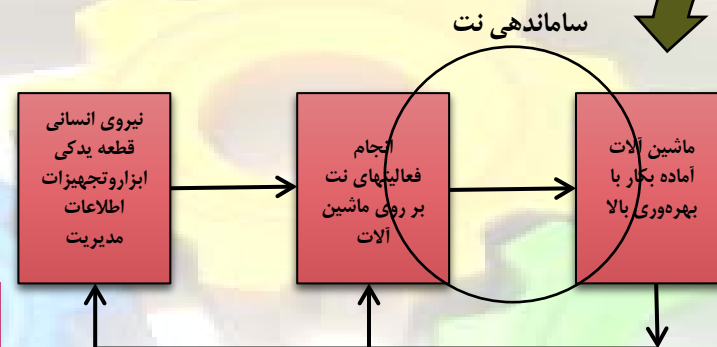 ساماندهی نت
نیروی انسانی
قطعه یدکی
ابزاروتجهیزات
اطلاعات
مدیریت
انجام
فعالیتهای نت
بر روی ماشین
آلات
ماشین آلات
آماده بکار با
بهره‌وری بالا